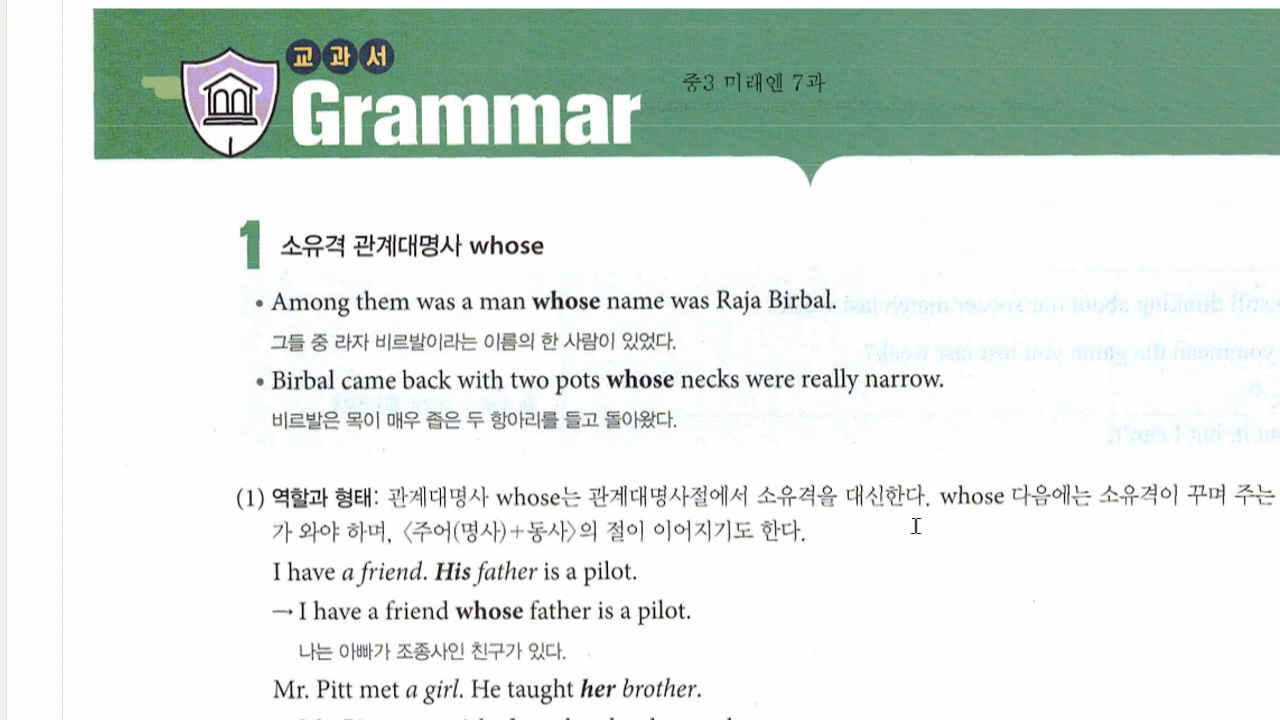 교과서
Grammar
중3 미래엔 7과
1 소유격 관계대명사 whose
• Among them was a man whose name was Raja Birbal.
그들 중 라자 비르발이라는 이름의 한 사람이 있었다.
• Birbal came back with two pots whose necks were really narrow.
비르발은 목이 매우 좁은 두 항아리를 들고 돌아왔다.
(1) 역할과 형태: 관계대명사 whose는 관계대명사절에서 소유격을 대신한다. whose 다음에는 소유격이 꾸며 주는
가 와야 하며, 〈주어(명사)+동사〉의 절이 이어지기도 한다.
I have a friend. His father is a pilot.
→ I have a friend whose father is a pilot.
나는 아빠가 조종사인 친구가 있다.
Mr. Pitt met a girl. He taught her brother.